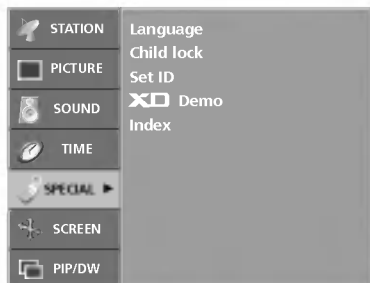 STATION
PICTURE
SOUND
TIME
SPECIAL
SCREEN
PIP/DW
Language
Child lock
Set ID
XD Demo
Index